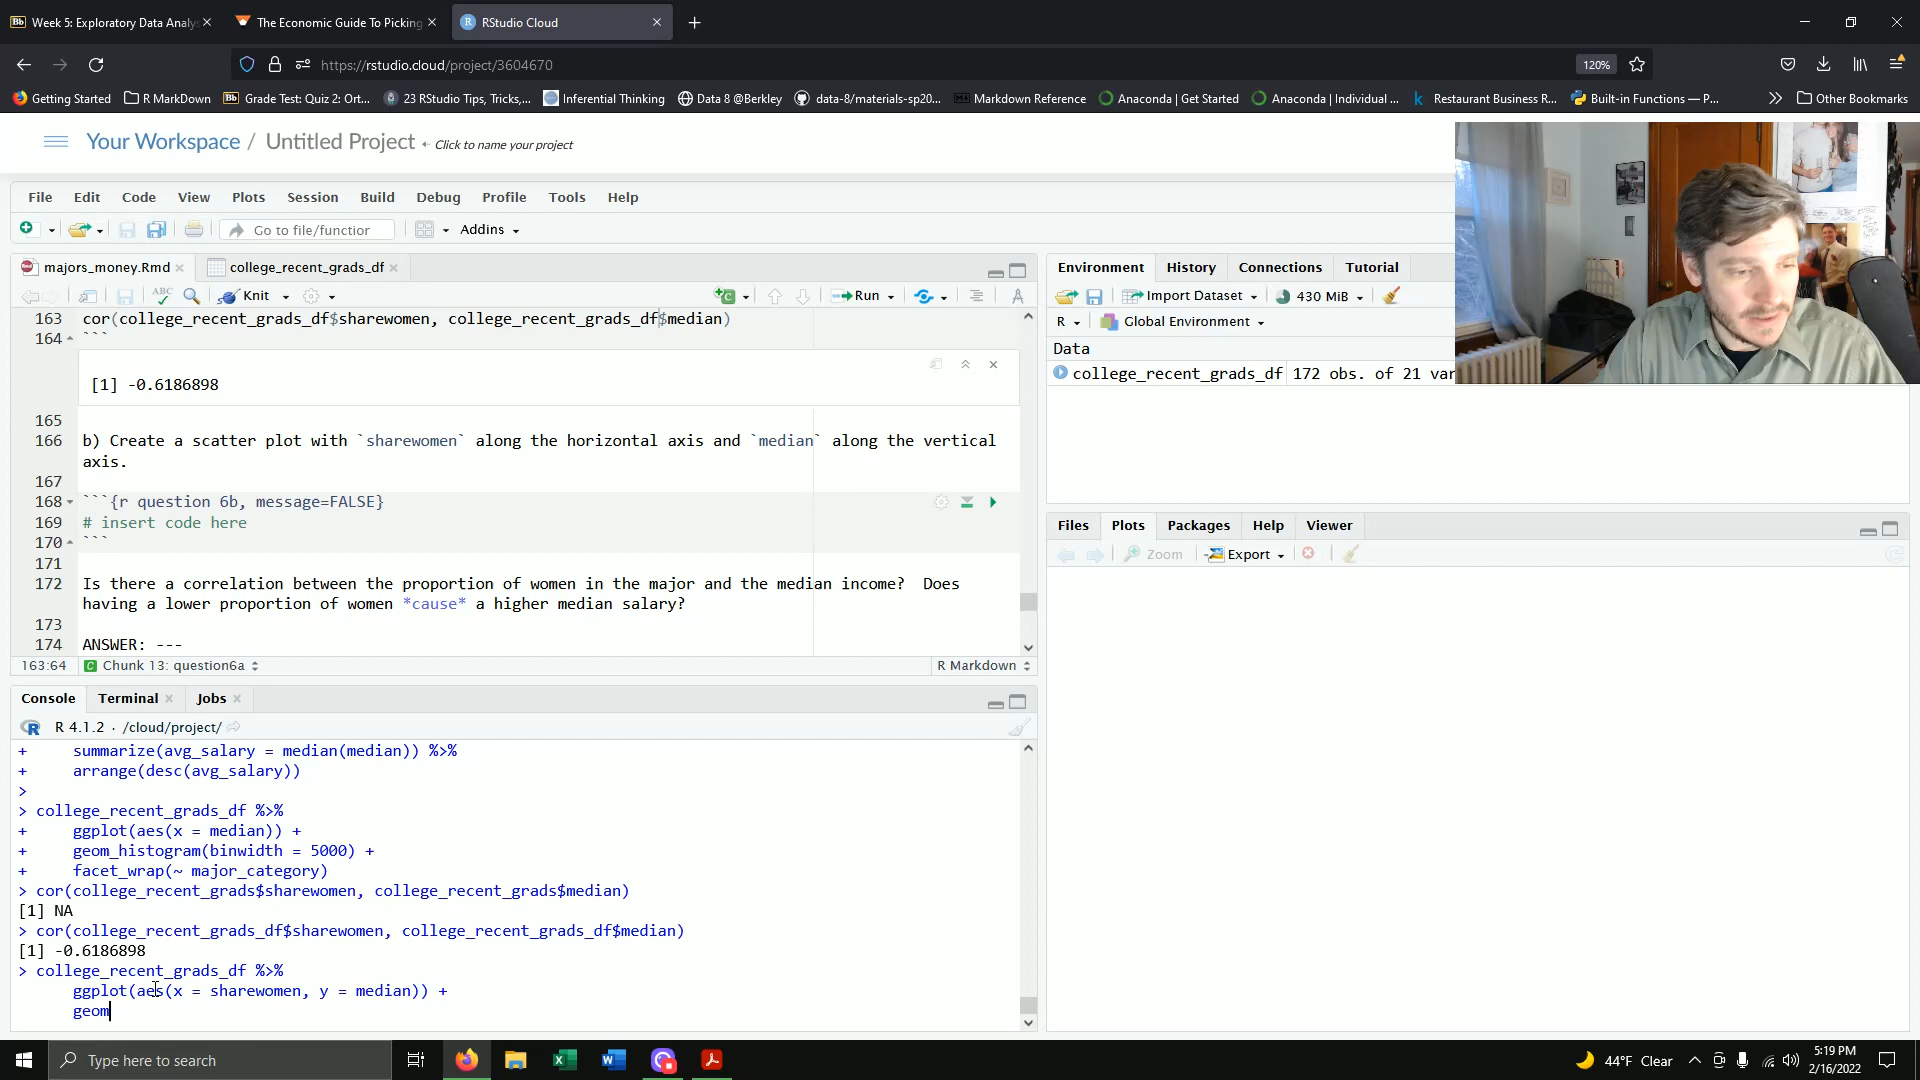 Week 5: Exploratory Data Analy
The Economic Guide To Picking
RStudio Cloud
https://rstudio.cloud/project/3604670
120%
Getting Started
R MarkDown
Grade Test: Quiz 2: Ort...
23 RStudio Tips, Tricks,...
Inferential Thinking
Data 8 @Berkley
data-8/materials-sp20...
Markdown Reference
Anaconda | Get Started
Anaconda | Individual ...
Restaurant Business R...
Built-in Functions — P...
Other Bookmarks
Your Workspace / Untitled Project
Click to name your project
File Edit Code View Plots Session Build Debug Profile Tools Help
Go to file/function
Addins
majors_money.Rmd
college_recent_grads_df
Knit
Run
163 cor(college_recent_grads_df$sharewomen, college_recent_grads_df$median)
164 ```
[1] -0.6186898
165
166 b) Create a scatter plot with `sharewomen` along the horizontal axis and `median` along the vertical
axis.
167
168 ```{r question 6b, message=FALSE}
169 # insert code here
170 ```
171
172 Is there a correlation between the proportion of women in the major and the median income?  Does
having a lower proportion of women *cause* a higher median salary?
173
174 ANSWER: ---
163:64 Chunk 13: question6a
R Markdown
Console Terminal Jobs
R 4.1.2 · /cloud/project/
+ summarize(avg_salary = median(median)) %>%
+ arrange(desc(avg_salary))
>
> college_recent_grads_df %>%
+ ggplot(aes(x = median)) +
+ geom_histogram(binwidth = 5000) +
+ facet_wrap(~ major_category)
> cor(college_recent_grads$sharewomen, college_recent_grads$median)
[1] NA
> cor(college_recent_grads_df$sharewomen, college_recent_grads_df$median)
[1] -0.6186898
> college_recent_grads_df %>%
ggplot(aes(x = sharewomen, y = median)) +
geom
Environment History Connections Tutorial
Import Dataset
430 MiB
R
Global Environment
Data
college_recent_grads_df 172 obs. of 21 var
Files Plots Packages Help Viewer
Zoom
Export
Type here to search
44°F Clear
5:19 PM
2/16/2022